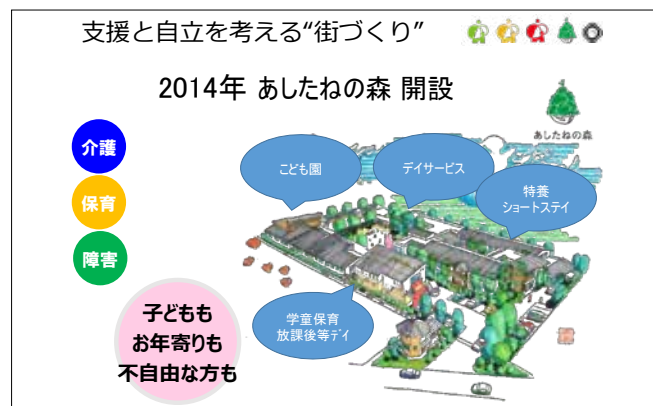 支援と自立を考える“街づくり”
2014年 あしたねの森 開設
あしたねの森
介護
保育
障害
こども園
デイサービス
特養
ショートステイ
学童保育
放課後等デイ
子どもも
お年寄りも
不自由な方も